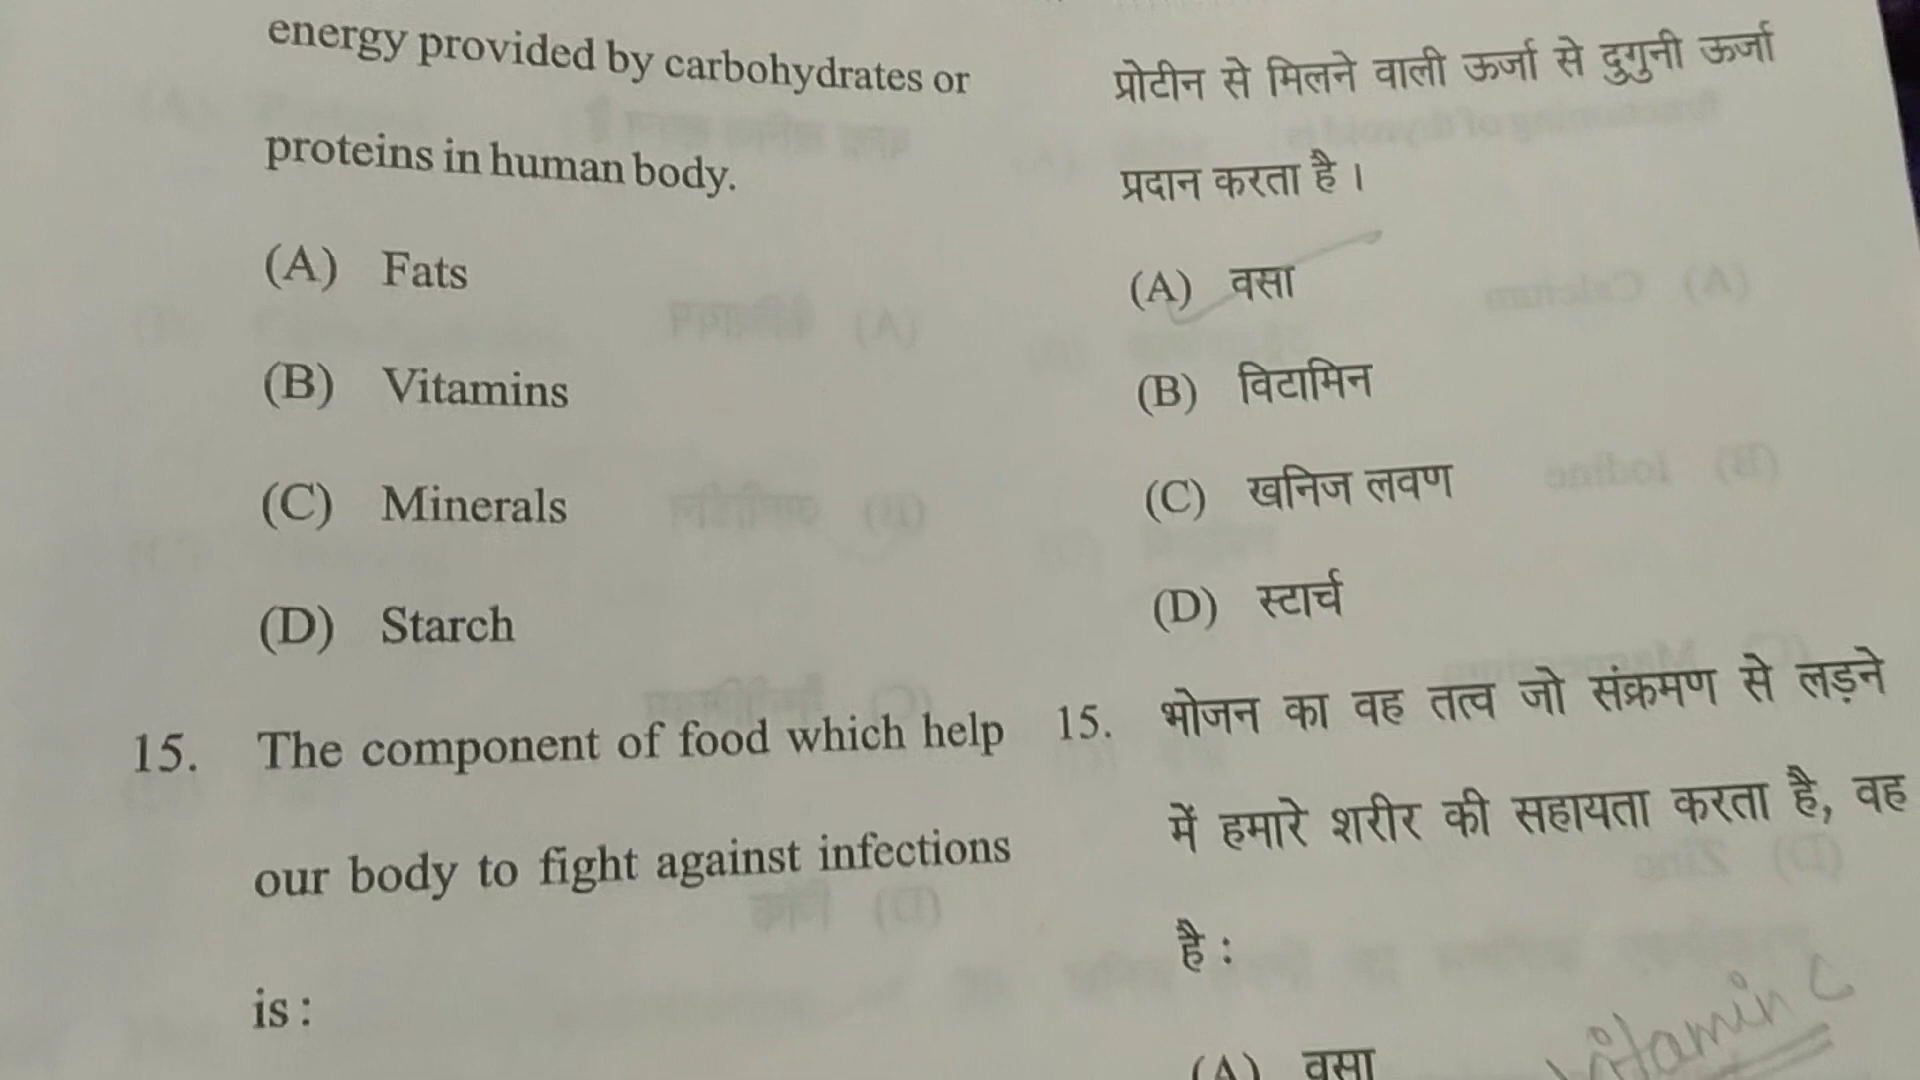 energy provided by carbohydrates or
proteins in human body.
(A) Fats
(B) Vitamins
(C) Minerals
(D) Starch
15. The component of food which help
our body to fight against infections
is :
प्रोटीन से मिलने वाली ऊर्जा से दुगुनी ऊर्जा
प्रदान करता है ।
(A) वसा
(B) विटामिन
(C) खनिज लवण
(D) स्टार्च
15. भोजन का वह तत्व जो संक्रमण से लड़ने
में हमारे शरीर की सहायता करता है, वह
है :
(A) वसा
Vitamin C